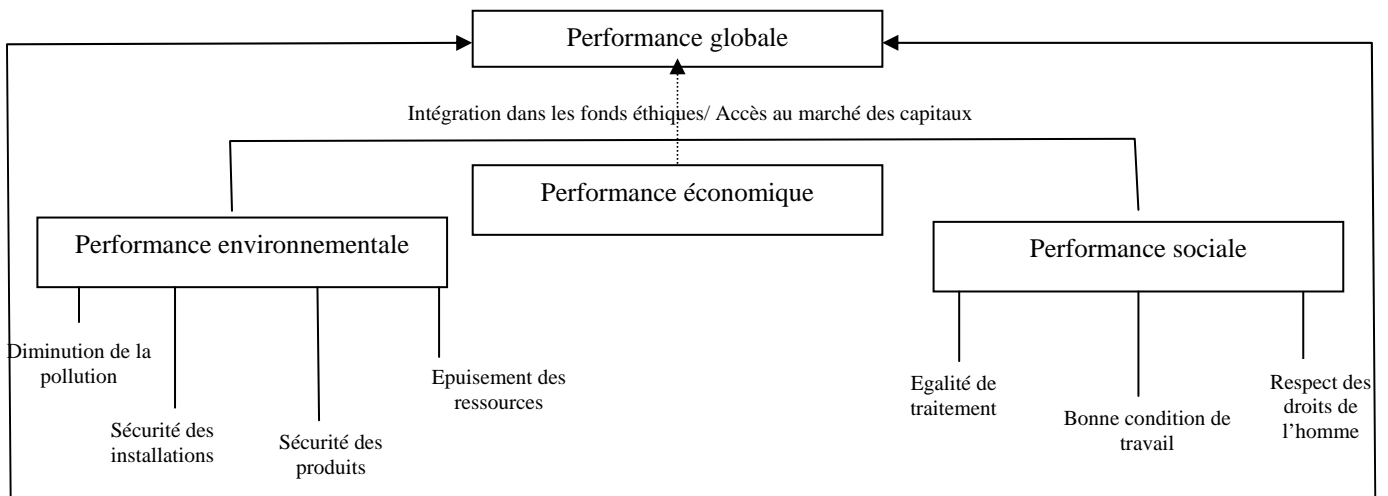 Performance globale
Intégration dans les fonds éthiques/ Accès au marché des capitaux
Performance économique
Performance environnementale
Performance sociale
Diminution de la
pollution
Sécurité des
installations
Sécurité des
produits
Epuisement des
ressources
Egalité de
traitement
Bonne condition de
travail
Respect des
droits de
l’homme